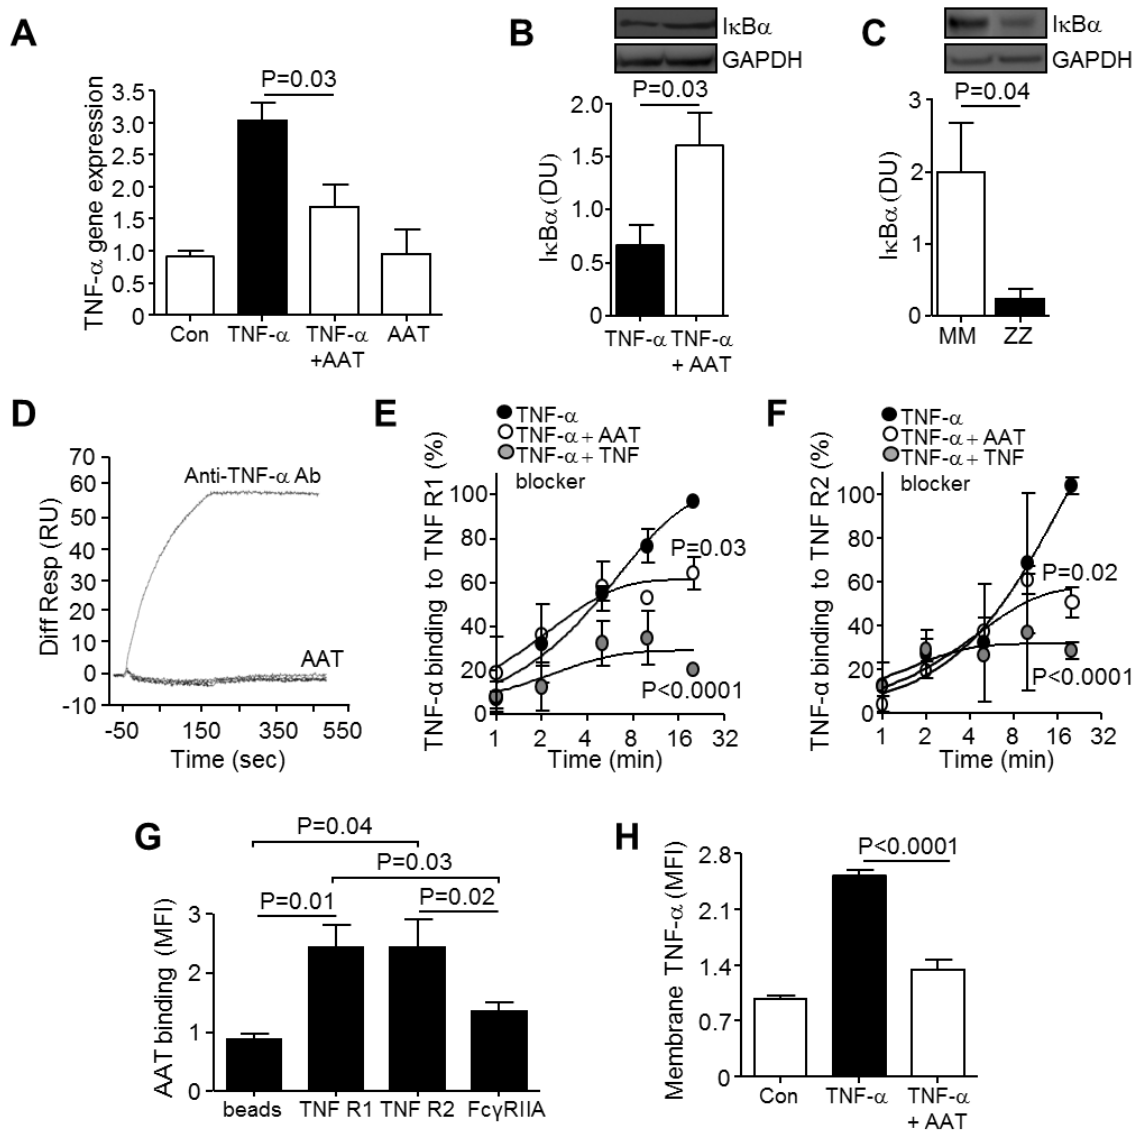 A
P=0.03
TNF-α gene expression
3.5
3.0
2.5
2.0
1.5
1.0
0.5
0
Con
TNF-α
TNF-α
+AAT
AAT
B
IκBα
GAPDH
P=0.03
IκBα (DU)
2.0
1.5
1.0
0.5
0
TNF-α
TNF-α
+ AAT
C
IκBα
GAPDH
P=0.04
IκBα (DU)
3
2
1
0
MM
ZZ
D
Diff Resp (RU)
70
60
50
40
30
20
10
0
-10
Anti-TNF-α Ab
AAT
-50
150
350
550
Time (sec)
E
TNF-α
TNF-α + AAT
TNF-α + TNF
blocker
TNF-α binding to TNF R1 (%)
100
80
60
40
20
0
P=0.03
P<0.0001
1
2
4
8
16
32
Time (min)
F
TNF-α
TNF-α + AAT
TNF-α + TNF
blocker
TNF-α binding to TNF R2 (%)
100
80
60
40
20
0
P=0.02
P<0.0001
1
2
4
8
16
32
Time (min)
G
P=0.04
P=0.03
P=0.01
P=0.02
AAT binding (MFI)
3
2
1
0
beads
TNF R1
TNF R2
FcγRIIA
H
P<0.0001
Membrane TNF-α (MFI)
2.8
2.1
1.4
0.7
0
Con
TNF-α
TNF-α
+ AAT